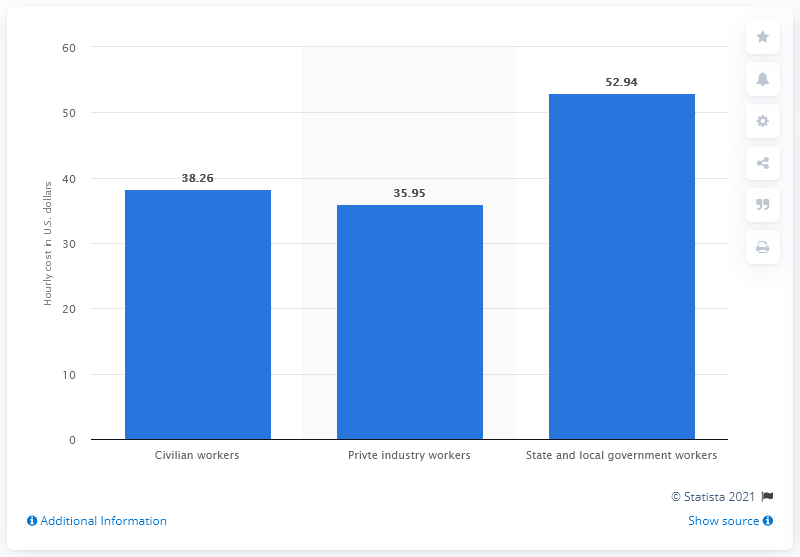 60
50
40
30
20
10
0
Hourly cost in U.S. dollars
38.26
35.95
52.94
Civilian workers
Privte industry workers
State and local government workers
© Statista 2021
Additional Information
Show source